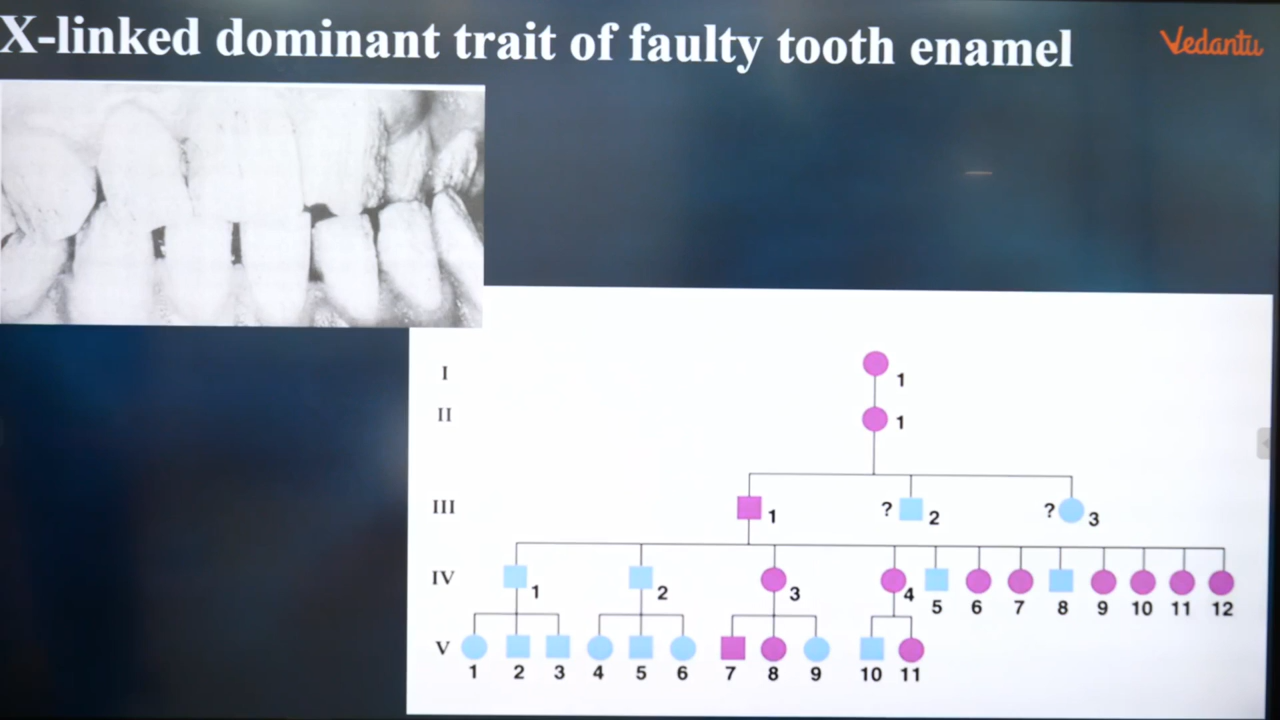 X-linked dominant trait of faulty tooth enamel
Vedantu
I
1
II
1
III
1
? 2
? 3
IV
1
2
3
4
5 6 7 8 9 10 11 12
V
1 2 3 4 5 6 7 8 9 10 11